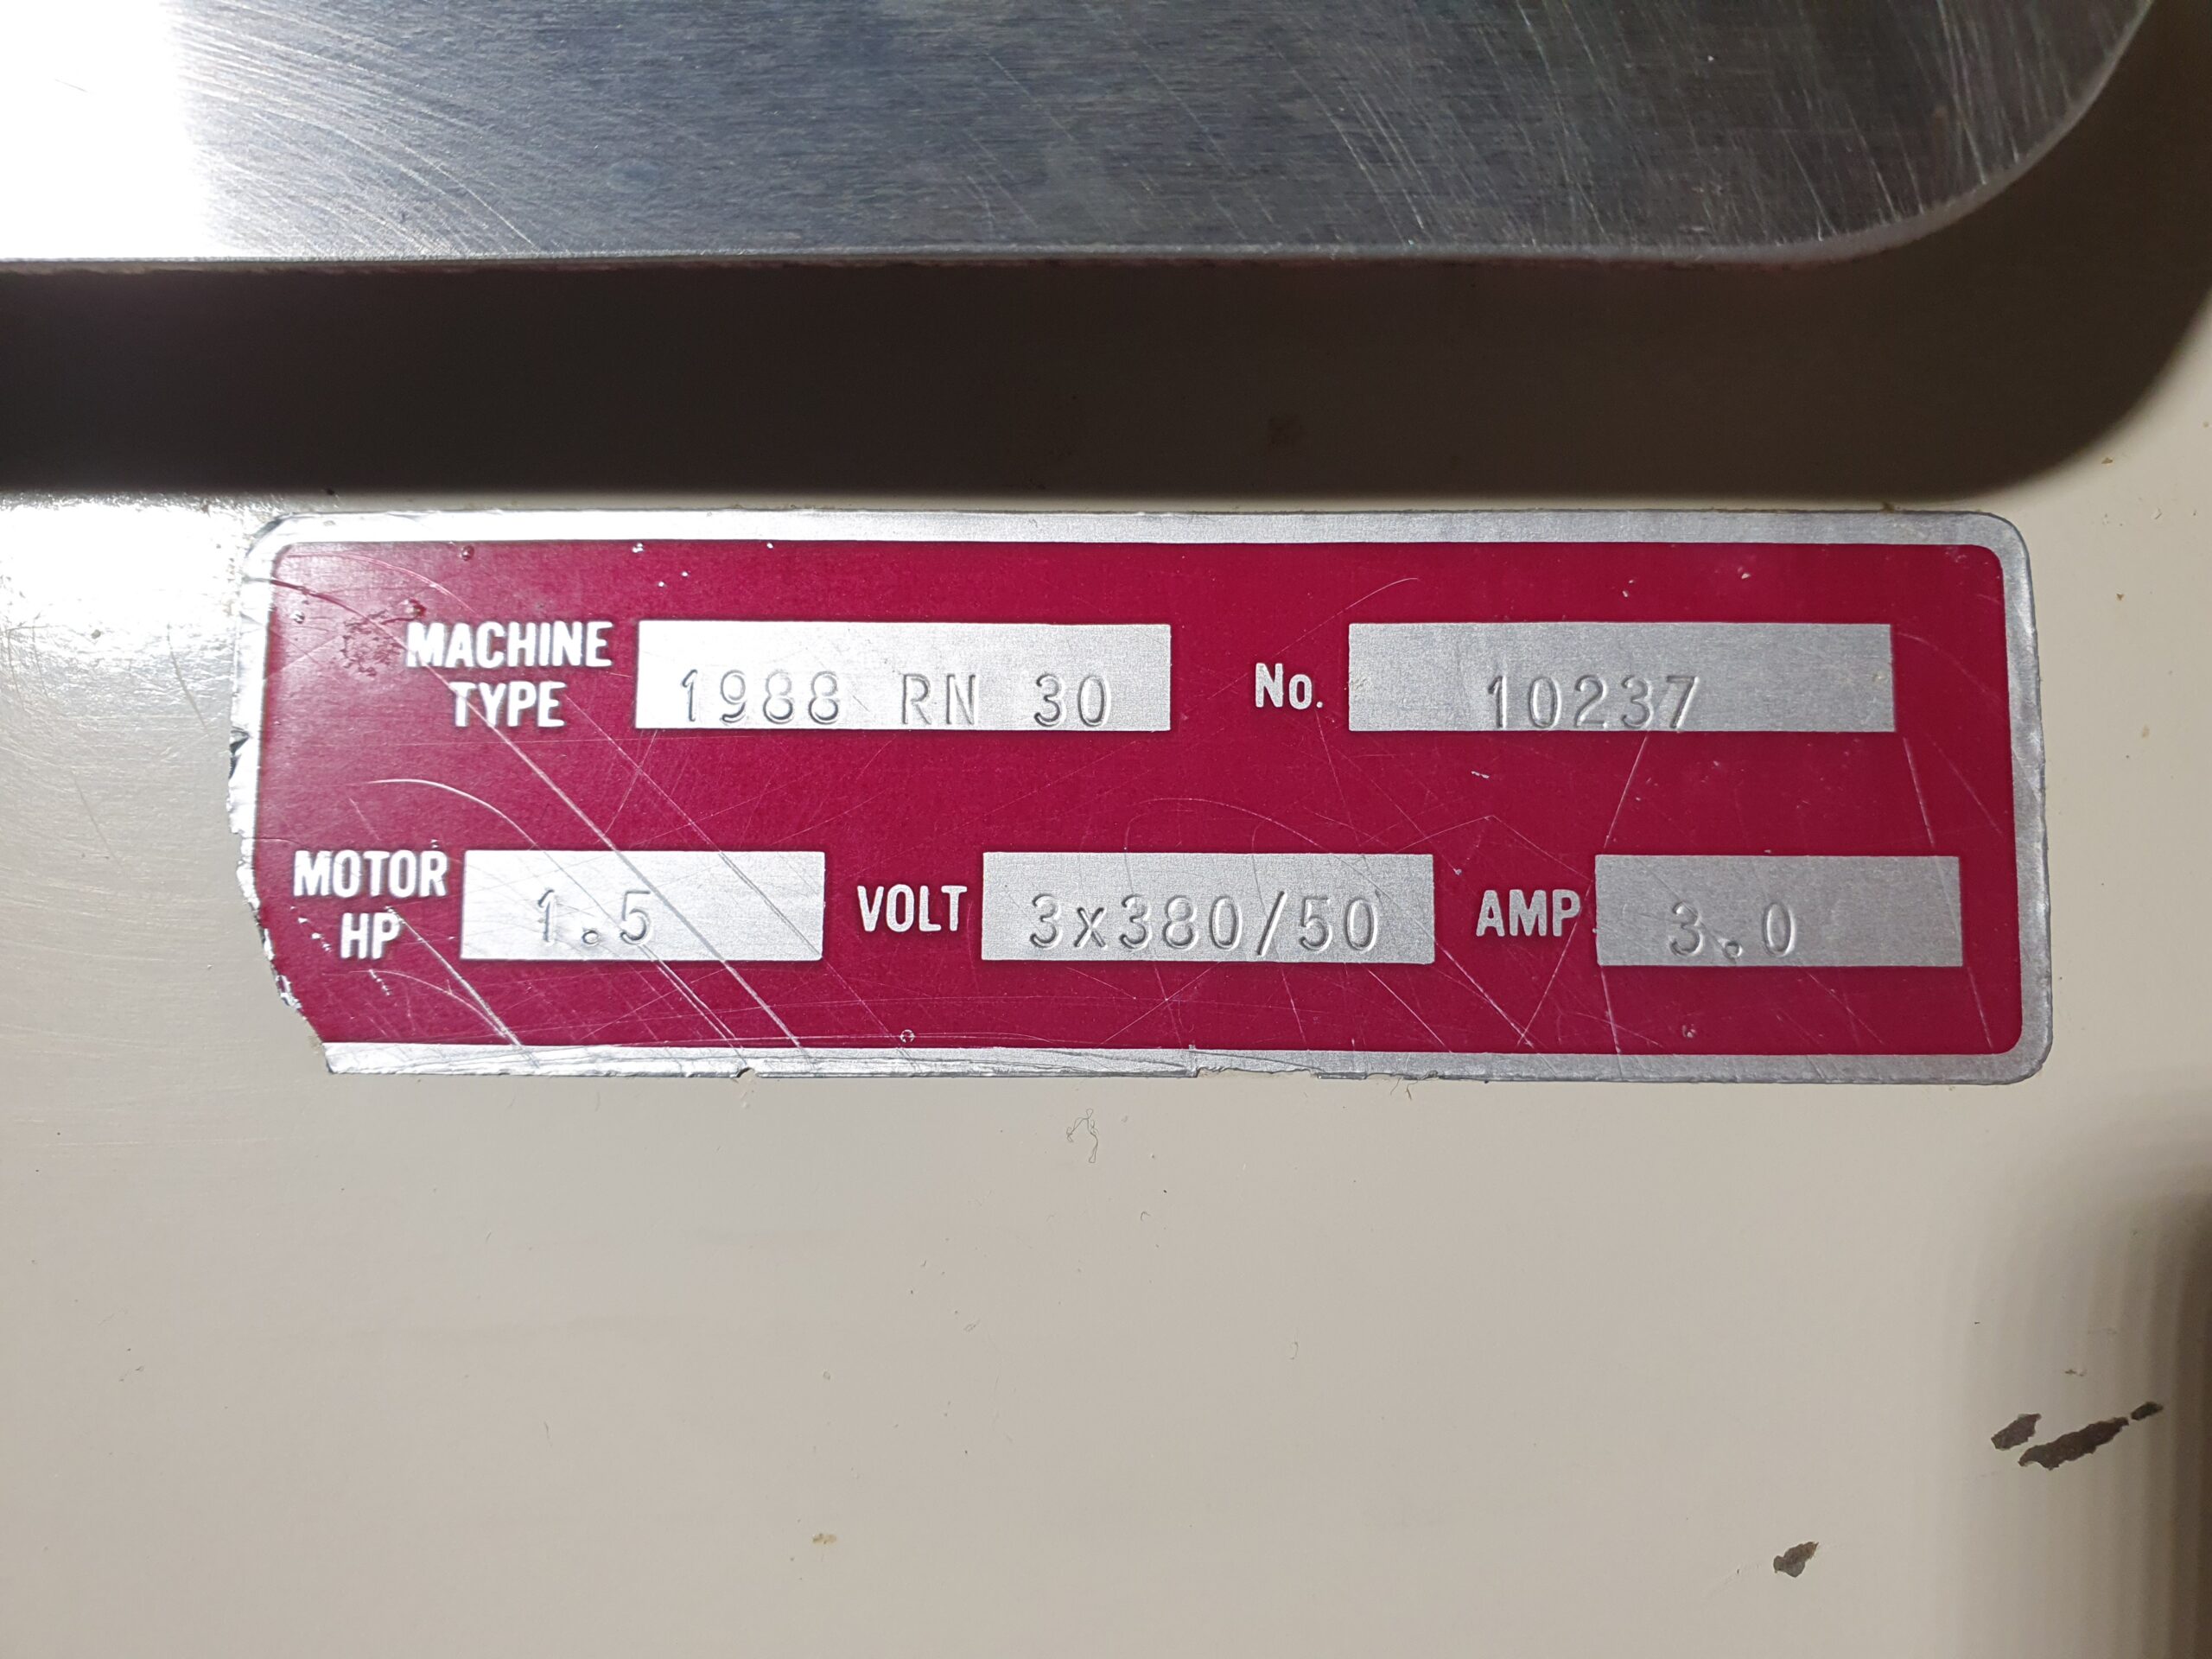 MACHINE TYPE 1988 RN 30 No. 10237
MOTOR HP 1.5 VOLT 3x380/50 AMP. 3.0